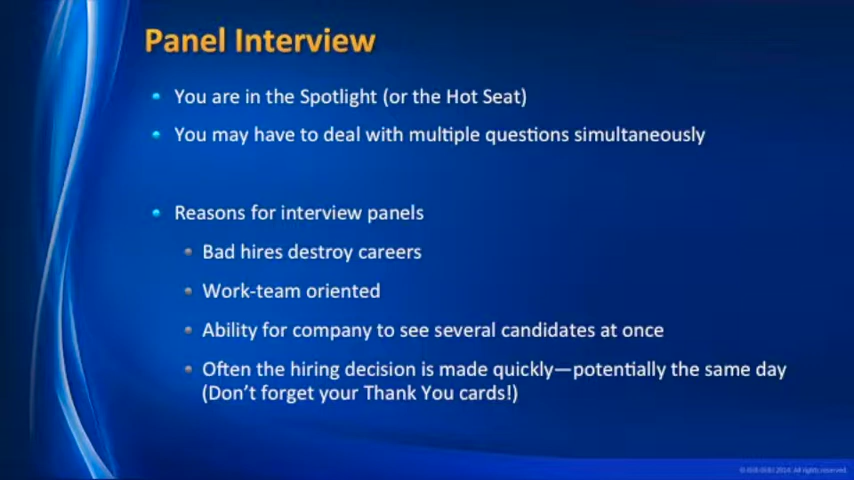 Panel Interview
You are in the Spotlight (or the Hot Seat)
You may have to deal with multiple questions simultaneously
Reasons for interview panels
Bad hires destroy careers
Work-team oriented
Ability for company to see several candidates at once
Often the hiring decision is made quickly—potentially the same day
(Don't forget your Thank You cards!)
All rights reserved.